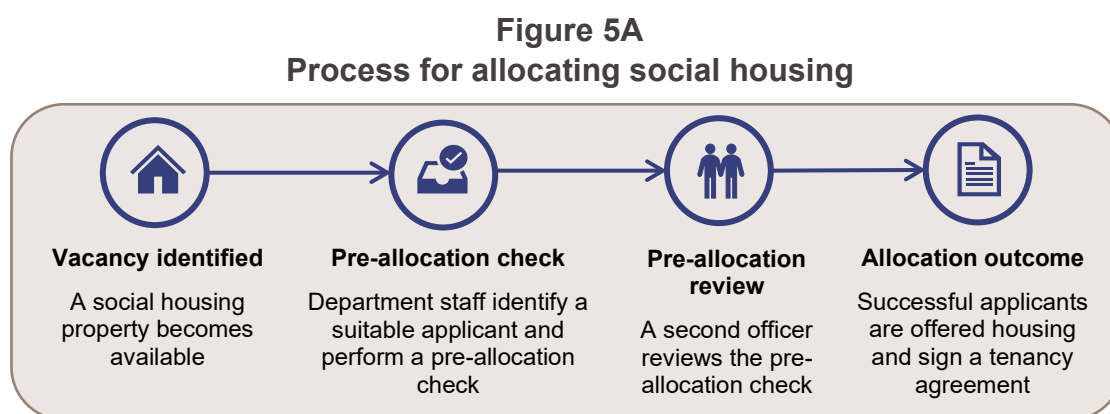 Figure 5A
Process for allocating social housing
Vacancy identified
A social housing
property becomes
available
Pre-allocation check
Department staff identify a
suitable applicant and
perform a pre-allocation
check
Pre-allocation
review
A second officer
reviews the pre-
allocation check
Allocation outcome
Successful applicants
are offered housing
and sign a tenancy
agreement